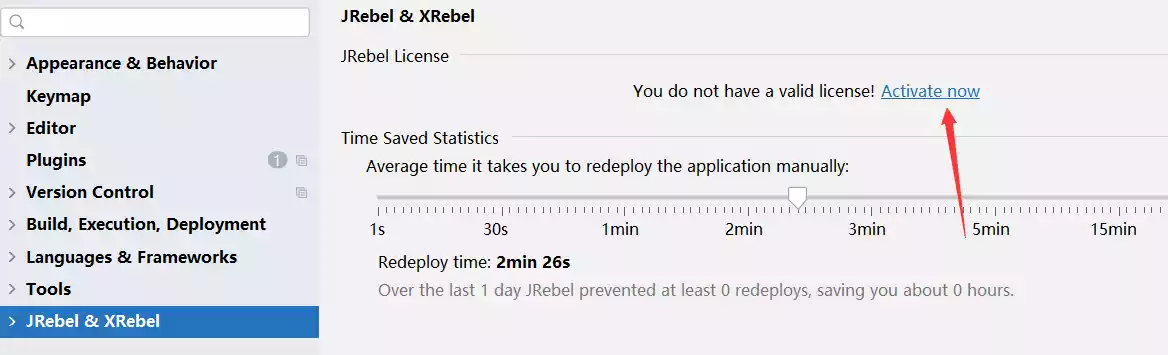 Appearance & Behavior
Keymap
Editor
Plugins 1
Version Control
Build, Execution, Deployment
Languages & Frameworks
Tools
JRebel & XRebel
JRebel & XRebel
JRebel License
You do not have a valid license! Activate now
Time Saved Statistics
Average time it takes you to redeploy the application manually:
1s 30s 1min 2min 3min 5min 15min
Redeploy time: 2min 26s
Over the last 1 day JRebel prevented at least 0 redeploys, saving you about 0 hours.